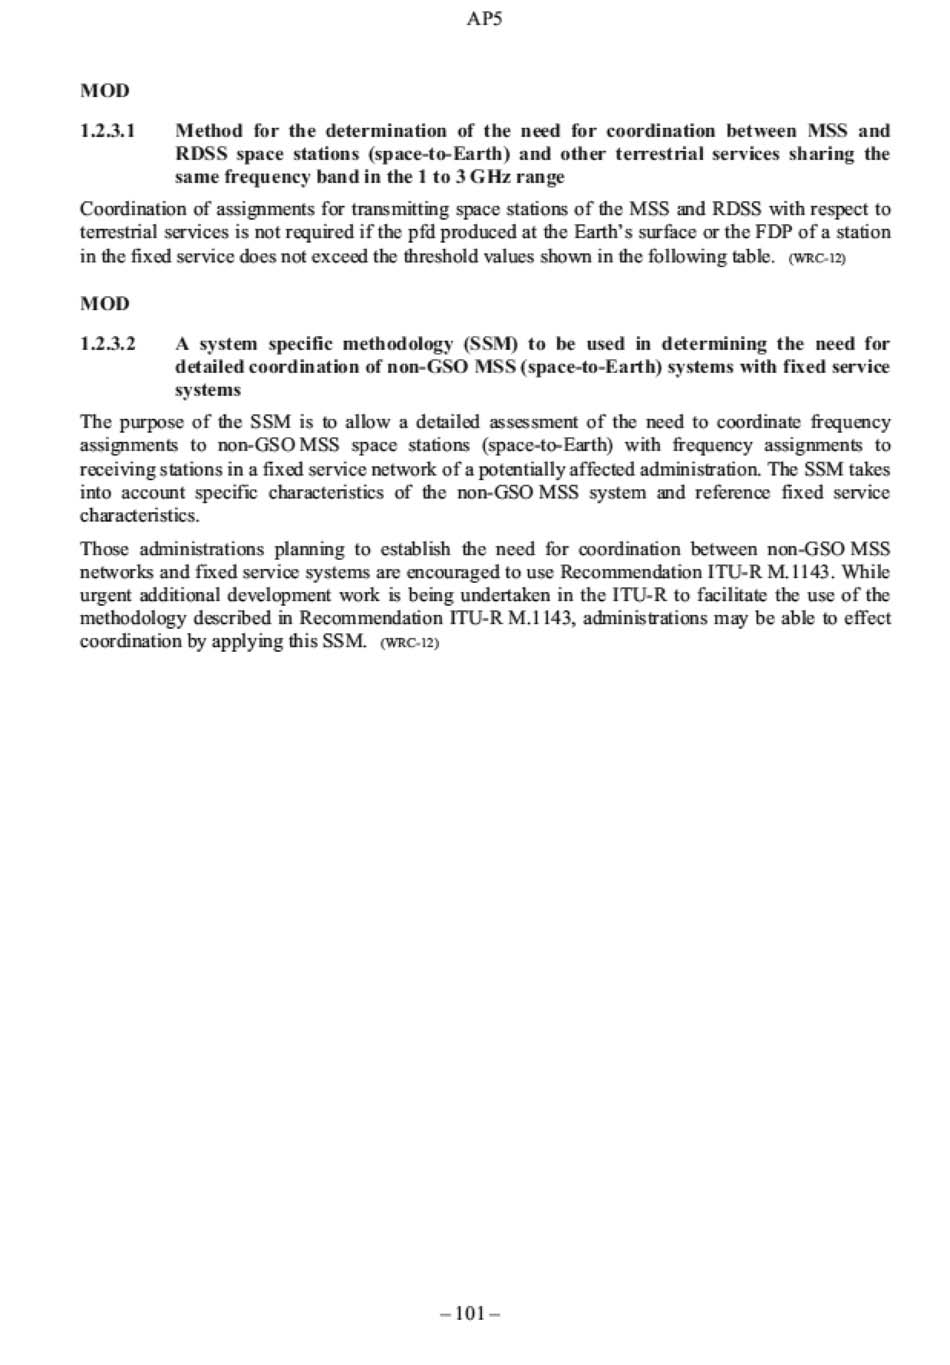 AP5
MOD
1.2.3.1 Method for the determination of the need for coordination between MSS and
RDSS space stations (space-to-Earth) and other terrestrial services sharing the
same frequency band in the 1 to 3 GHz range
Coordination of assignments for transmitting space stations of the MSS and RDSS with respect to
terrestrial services is not required if the pfd produced at the Earth's surface or the FDP of a station
in the fixed service does not exceed the threshold values shown in the following table. (WRC-12)
MOD
1.2.3.2 A system specific methodology (SSM) to be used in determining the need for
detailed coordination of non-GSO MSS (space-to-Earth) systems with fixed service
systems
The purpose of the SSM is to allow a detailed assessment of the need to coordinate frequency
assignments to non-GSO MSS space stations (space-to-Earth) with frequency assignments to
receiving stations in a fixed service network of a potentially affected administration. The SSM takes
into account specific characteristics of the non-GSO MSS system and reference fixed service
characteristics.
Those administrations planning to establish the need for coordination between non-GSO MSS
networks and fixed service systems are encouraged to use Recommendation ITU-R M.1143. While
urgent additional development work is being undertaken in the ITU-R to facilitate the use of the
methodology described in Recommendation ITU-R M.1143, administrations may be able to effect
coordination by applying this SSM. (WRC-12)
– 101 –